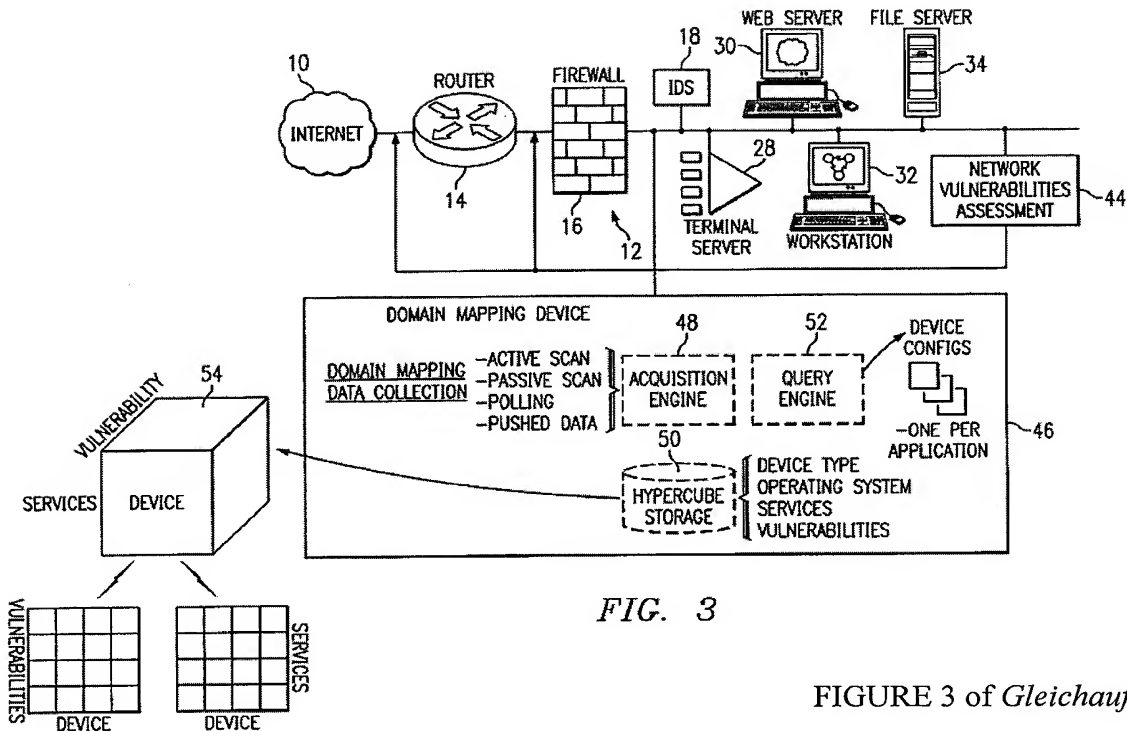 WEB SERVER
FILE SERVER
30
34
18
IDS
10
ROUTER
FIREWALL
INTERNET
14
16
12
28
TERMINAL
SERVER
32
WORKSTATION
NETWORK
VULNERABILITIES
ASSESSMENT
44
DOMAIN MAPPING DEVICE
48
52
DEVICE
CONFIGS
DOMAIN MAPPING
DATA COLLECTION
-ACTIVE SCAN
-PASSIVE SCAN
-POLLING
-PUSHED DATA
ACQUISITION
ENGINE
QUERY
ENGINE
-ONE PER
APPLICATION
46
50
HYPERCUBE
STORAGE
DEVICE TYPE
OPERATING SYSTEM
SERVICES
VULNERABILITIES
54
VULNERABILITY
SERVICES
DEVICE
VULNERABILITIES
DEVICE
SERVICES
DEVICE
FIG. 3
FIGURE 3 of Gleichauf